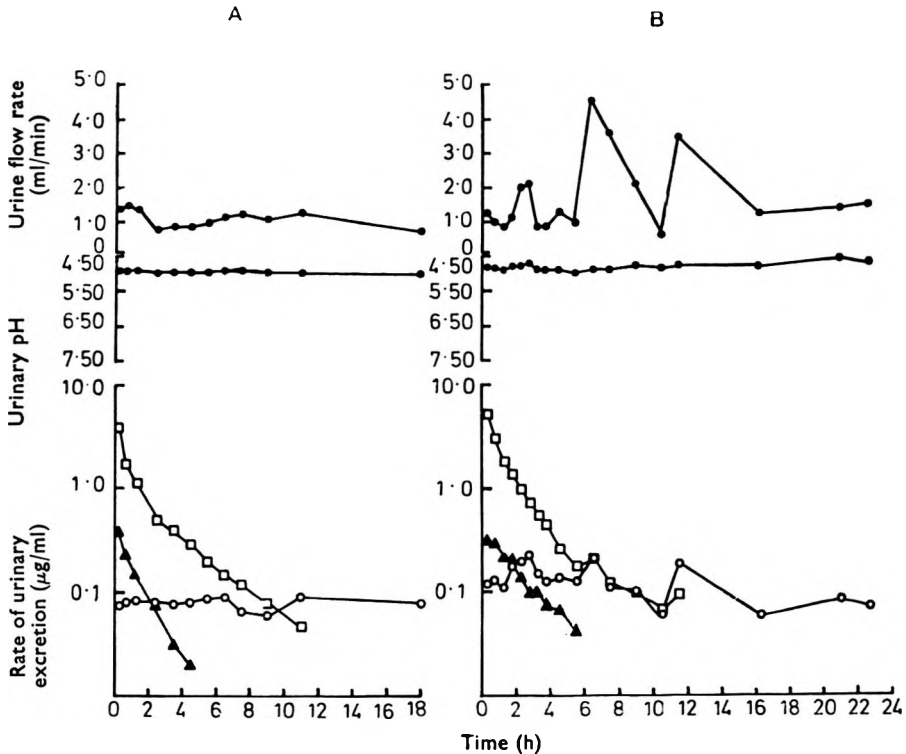 A
B
Urine flow rate
(ml/min)
5·0
4·0
3·0
2·0
1·0
0
5·0
4·0
3·0
2·0
1·0
0
Urinary pH
4·50
5·50
6·50
7·50
4·50
5·50
6·50
7·50
Rate of urinary
excretion (μg/ml)
10·0
1·0
0·1
10·0
1·0
0·1
0 2 4 6 8 10 12 14 16 18
0 2 4 6 8 10 12 14 16 18 20 22 24
Time (h)